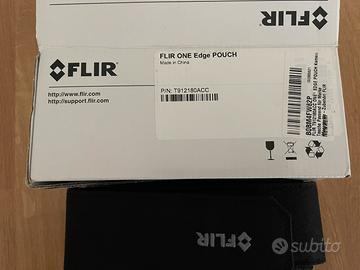 FLIR
FLIR
http://www.flir.com
http://support.flir.com
FLIR ONE Edge POUCH
Made in China
P/N: T912180ACC
B0BM4FW82P
FLIR
subito